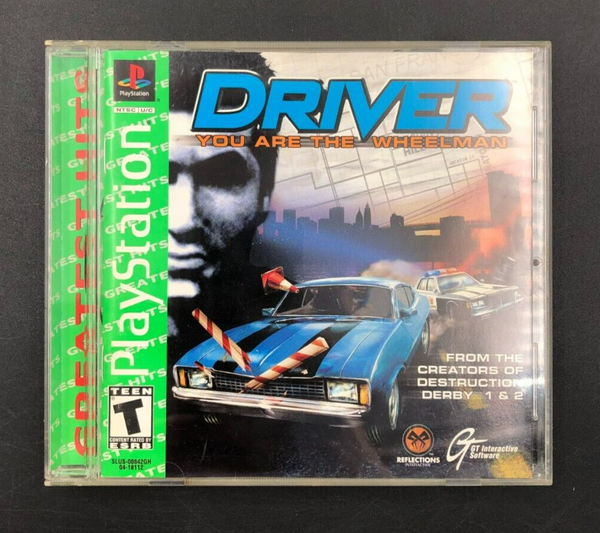 GREATEST HITS
PlayStation
NTSC U/C
PlayStation
TEEN
T
CONTENT RATED BY
ESRB
SLUS-00842GH
04-18112
DRIVER
YOU ARE THE WHEELMAN
FROM THE
CREATORS OF
DESTRUCTION
DERBY 1 & 2
REFLECTIONS
INTERACTIVE
GT Interactive
Software